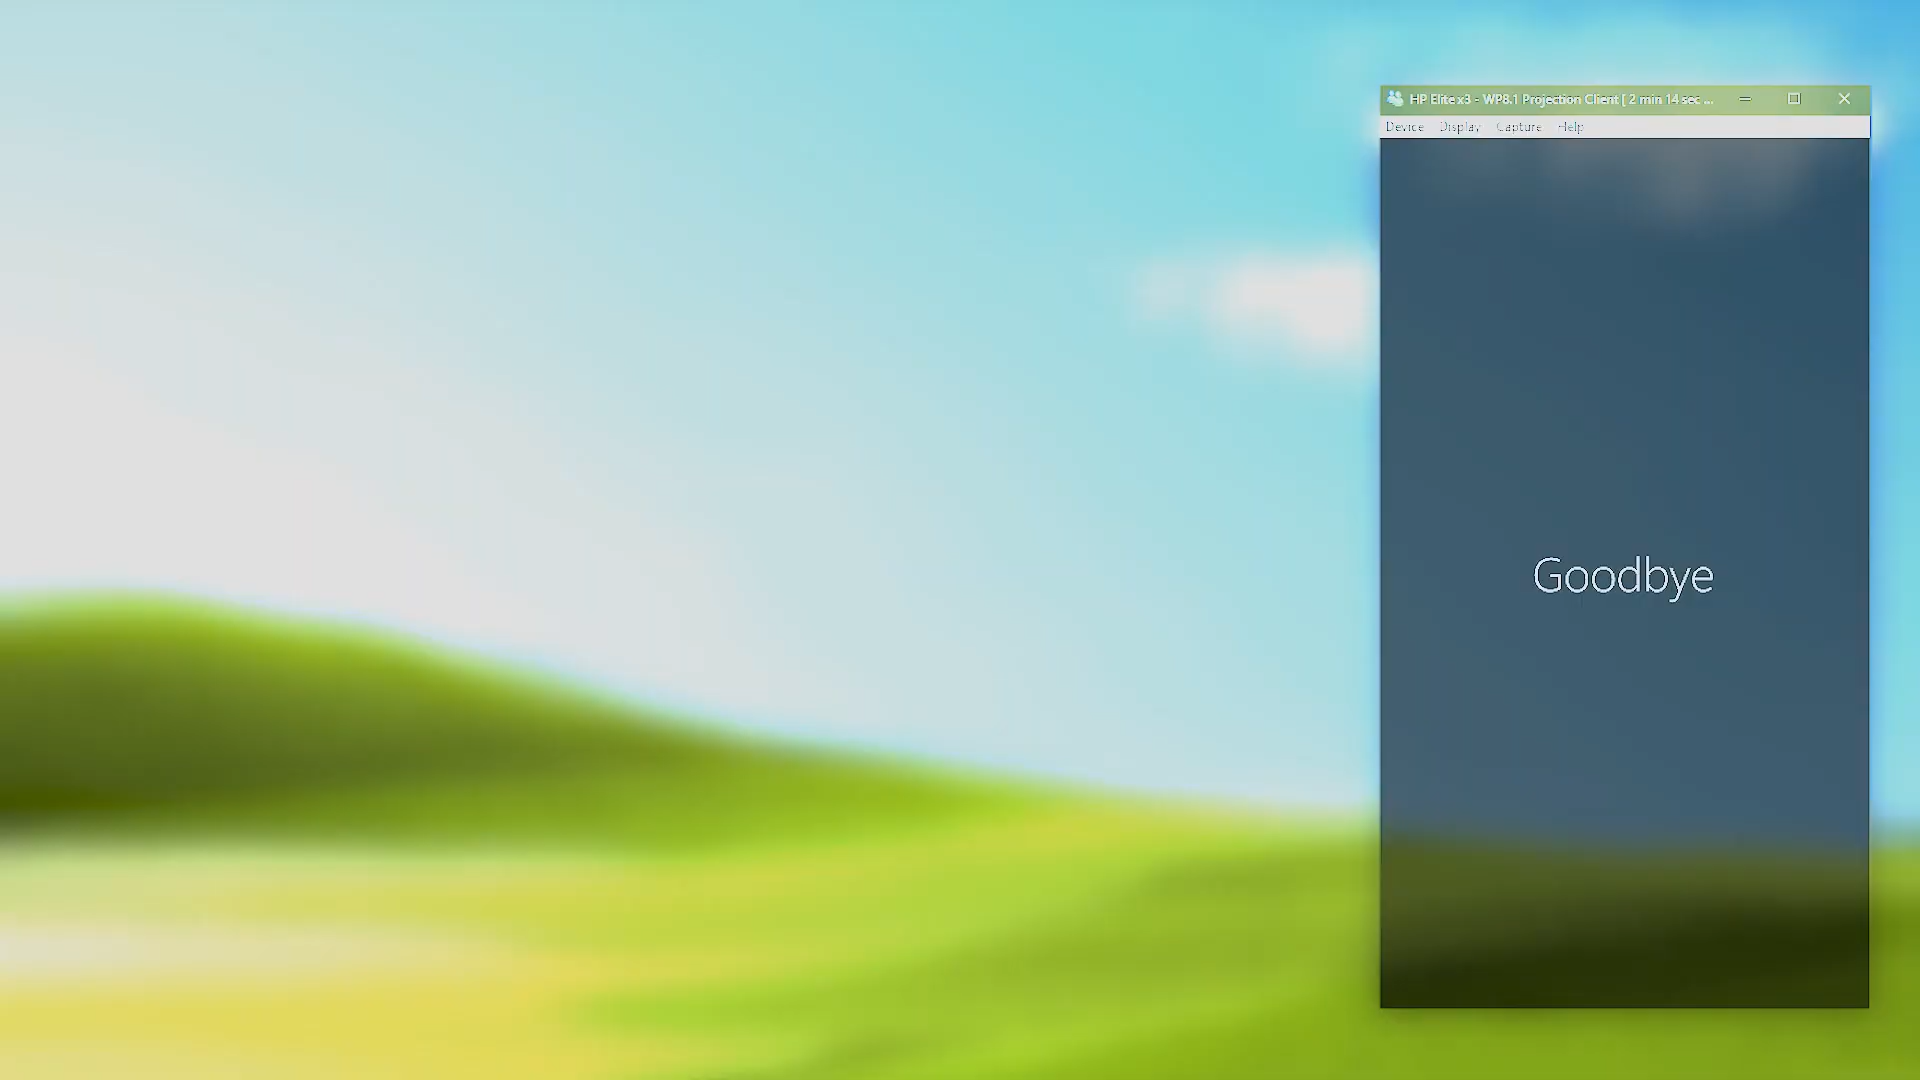 HP Elite x3 - WP8.1 Projection Client [ 2 min 14 sec ...
Device Display Capture Help
Goodbye